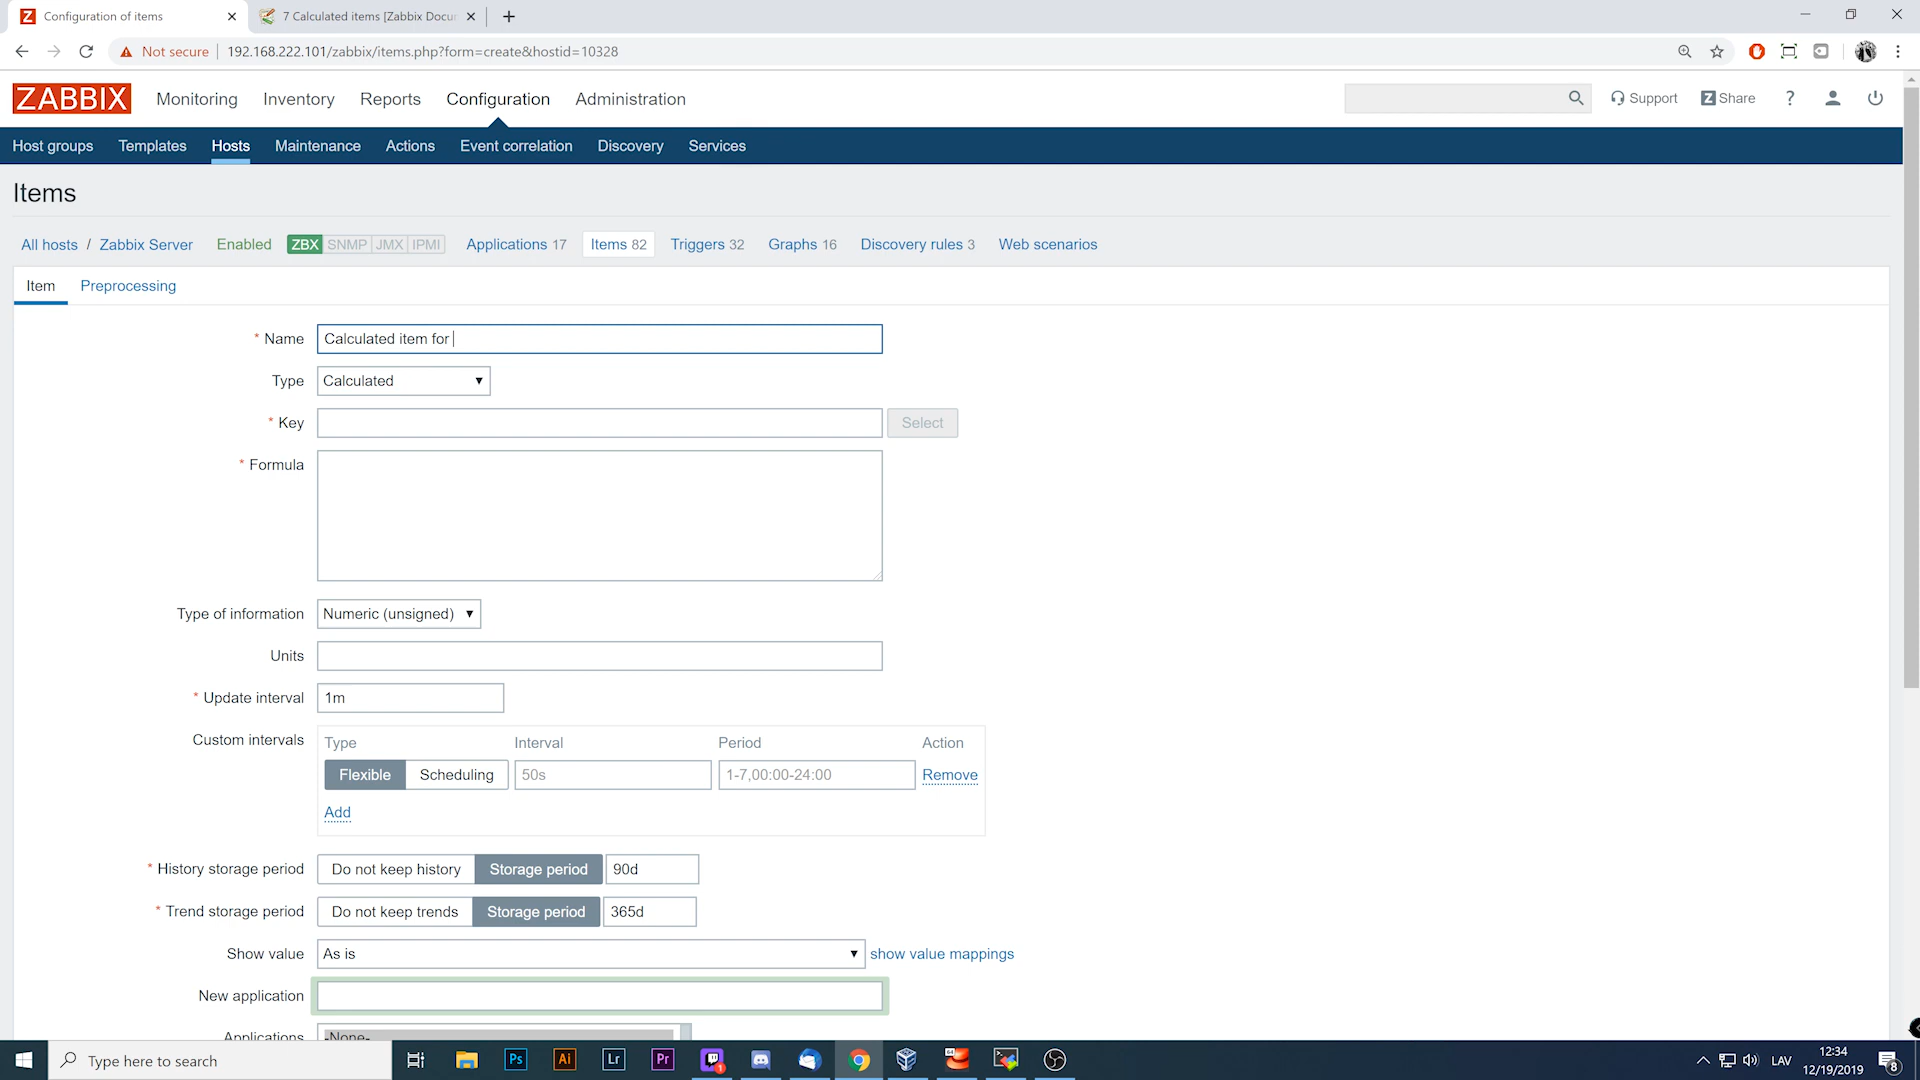 Configuration of items
7 Calculated items [Zabbix Docu
Not secure
192.168.222.101/zabbix/items.php?form=create&hostid=10328
ZABBIX
Monitoring
Inventory
Reports
Configuration
Administration
Support
Z Share
?
Host groups
Templates
Hosts
Maintenance
Actions
Event correlation
Discovery
Services
Items
All hosts / Zabbix Server
Enabled
ZBX SNMP JMX IPMI
Applications 17
Items 82
Triggers 32
Graphs 16
Discovery rules 3
Web scenarios
Item
Preprocessing
* Name
Calculated item for
Type
Calculated
* Key
Select
* Formula
Type of information
Numeric (unsigned)
Units
* Update interval
1m
Custom intervals
Type
Interval
Period
Action
Flexible
Scheduling
50s
1-7,00:00-24:00
Remove
Add
* History storage period
Do not keep history
Storage period
90d
* Trend storage period
Do not keep trends
Storage period
365d
Show value
As is
show value mappings
New application
Applications
-None-
Type here to search
Ps
Ai
Lr
Pr
1
LAV
12:34
12/19/2019
8